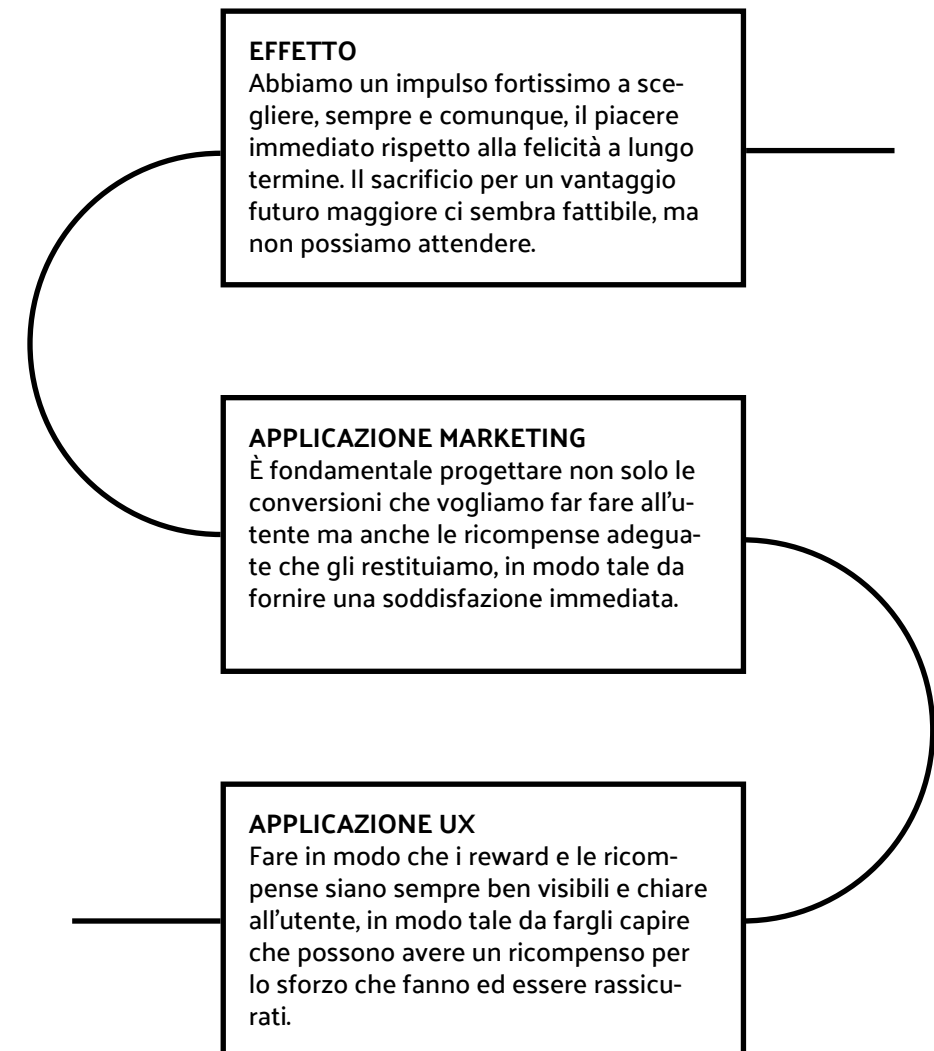 EFFETTO
Abbiamo un impulso fortissimo a sce-
gliere, sempre e comunque, il piacere
immediato rispetto alla felicità a lungo
termine. Il sacrificio per un vantaggio
futuro maggiore ci sembra fattibile, ma
non possiamo attendere.
APPLICAZIONE MARKETING
È fondamentale progettare non solo le
conversioni che vogliamo far fare all'u-
tente ma anche le ricompense adegua-
te che gli restituiamo, in modo tale da
fornire una soddisfazione immediata.
APPLICAZIONE UX
Fare in modo che i reward e le ricom-
pense siano sempre ben visibili e chiare
all'utente, in modo tale da fargli capire
che possono avere un ricompenso per
lo sforzo che fanno ed essere rassicu-
rati.